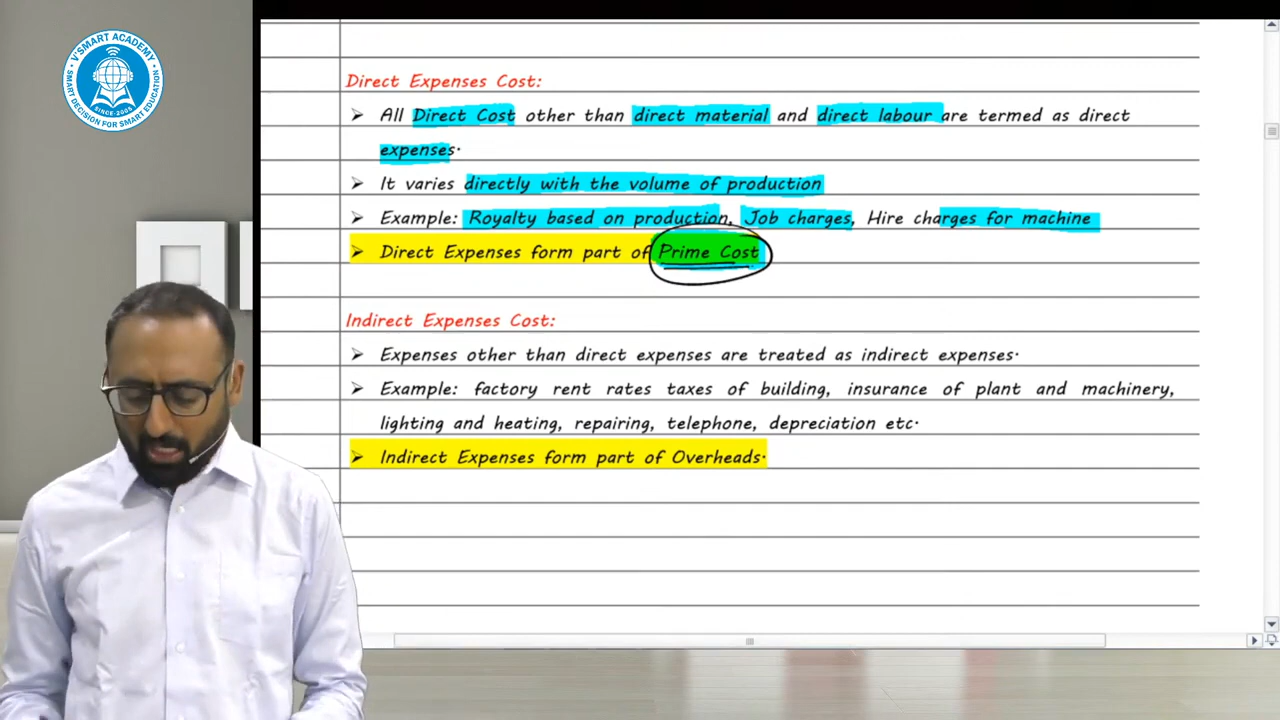 V'SMART ACADEMY
SMART DECISION FOR SMART EDUCATION
SINCE-2005
Direct Expenses Cost:
➢ All Direct Cost other than direct material and direct labour are termed as direct
expenses.
➢ It varies directly with the volume of production
➢ Example: Royalty based on production, Job charges, Hire charges for machine
➢ Direct Expenses form part of Prime Cost
Indirect Expenses Cost:
➢ Expenses other than direct expenses are treated as indirect expenses.
➢ Example: factory rent rates taxes of building, insurance of plant and machinery,
lighting and heating, repairing, telephone, depreciation etc.
➢ Indirect Expenses form part of Overheads.